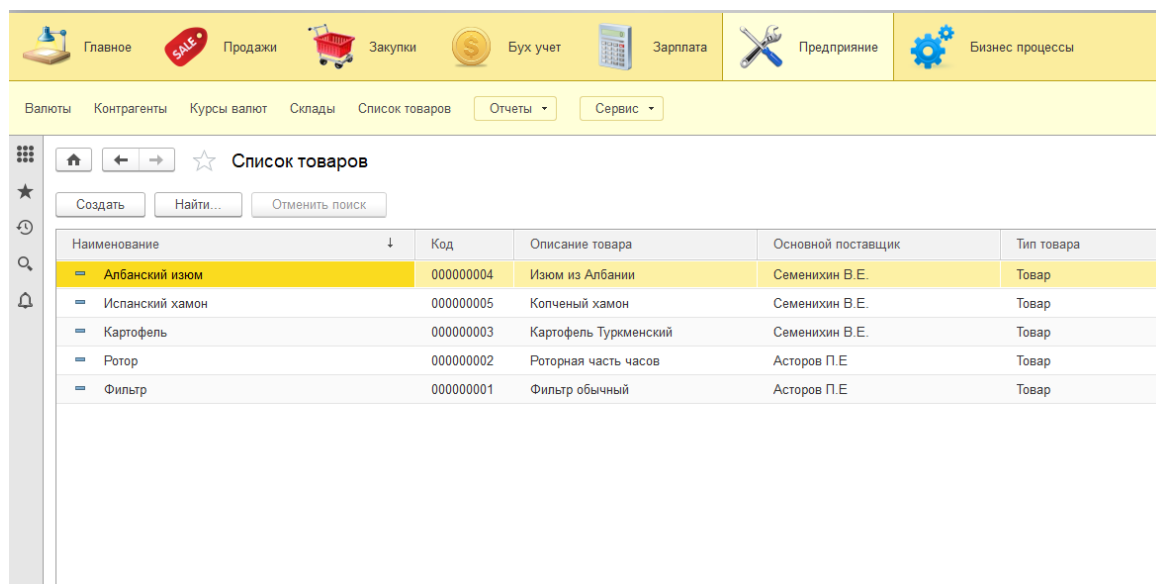 Главное SALE Продажи Закупки S Бух учет Зарплата Предприяние Бизнес процессы
Валюты Контрагенты Курсы валют Склады Список товаров Отчеты Сервис
Список товаров
Создать Найти... Отменить поиск
Наименование ↓ Код Описание товара Основной поставщик Тип товара
Албанский изюм 000000004 Изюм из Албании Семенихин В.Е. Товар
Испанский хамон 000000005 Копченый хамон Семенихин В.Е. Товар
Картофель 000000003 Картофель Туркменский Семенихин В.Е. Товар
Ротор 000000002 Роторная часть часов Асторов П.Е Товар
Фильтр 000000001 Фильтр обычный Асторов П.Е Товар